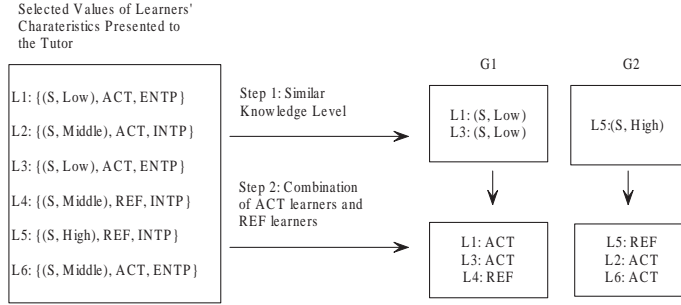 Selected Values of Learners'
Charateristics Presented to
the Tutor
L1: {(S, Low), ACT, ENTP}
L2: {(S, Middle), ACT, INTP}
L3: {(S, Low), ACT, ENTP}
L4: {(S, Middle), REF, INTP}
L5: {(S, High), REF, INTP}
L6: {(S, Middle), ACT, ENTP}
Step 1: Similar
Knowledge Level
Step 2: Combination
of ACT learners and
REF learners
G1
L1: (S, Low)
L3: (S, Low)
L1: ACT
L3: ACT
L4: REF
G2
L5:(S, High)
L5: REF
L2: ACT
L6: ACT